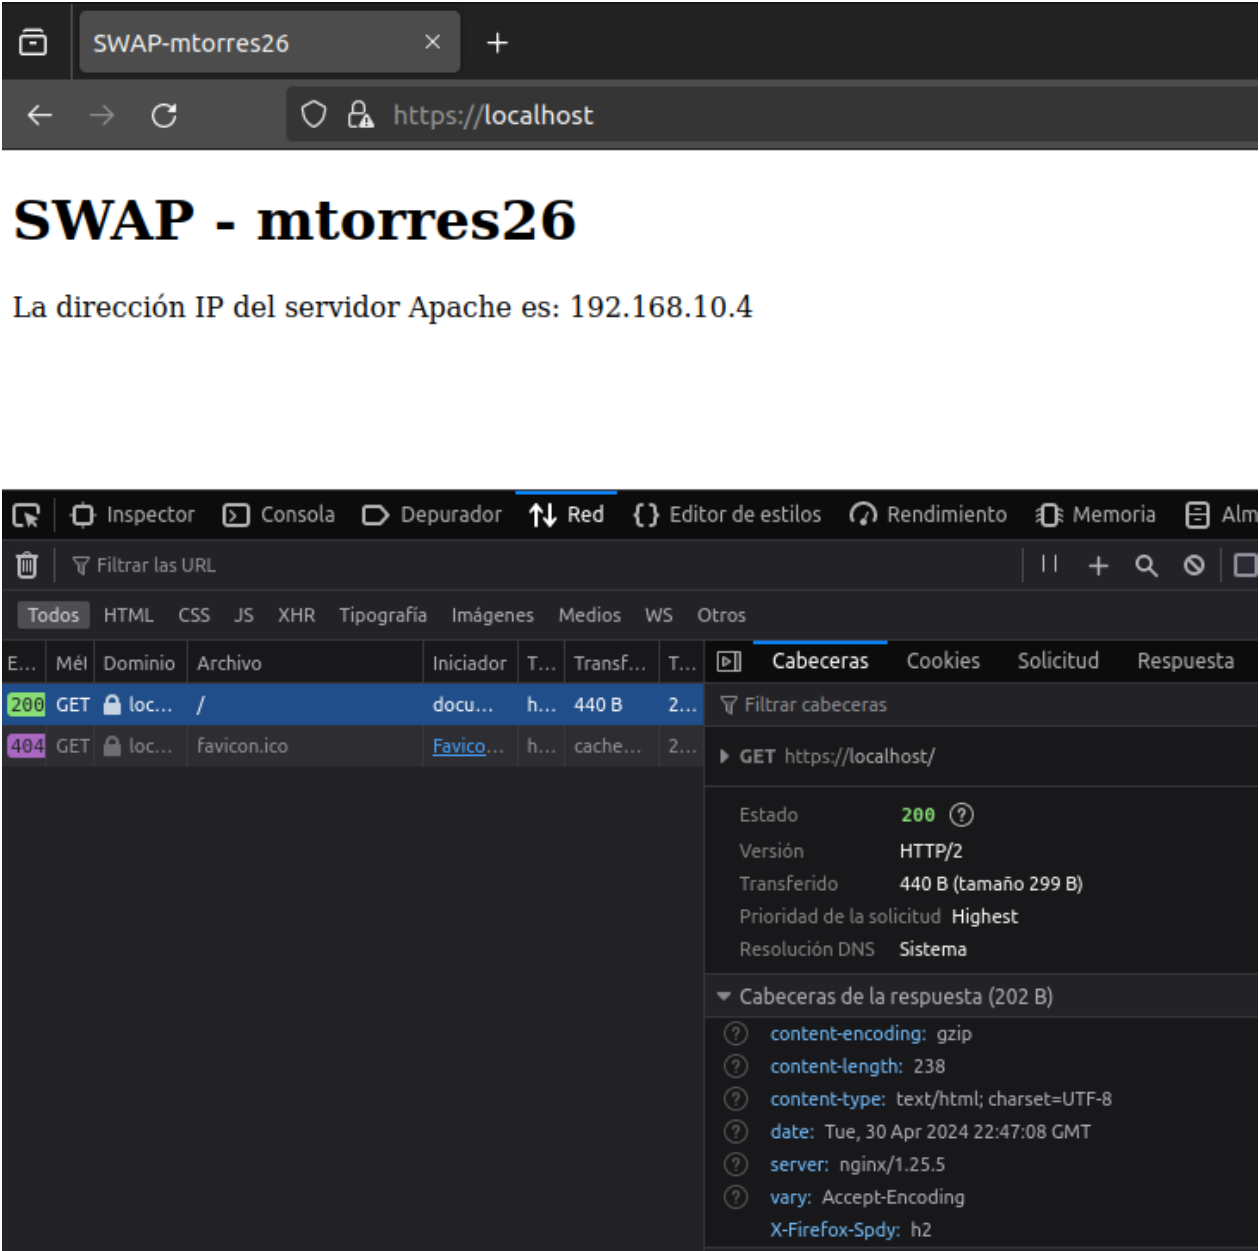 SWAP-mtorres26
https://localhost
SWAP - mtorres26
La dirección IP del servidor Apache es: 192.168.10.4
Inspector Consola Depurador Red Editor de estilos Rendimiento Memoria Alm
Filtrar las URL
Todos HTML CSS JS XHR Tipografía Imágenes Medios WS Otros
E... Mél Dominio Archivo Iniciador T... Transf... T... Cabeceras Cookies Solicitud Respuesta
200 GET loc... / docu... h... 440 B 2...
404 GET loc... favicon.ico Favico... h... cache... 2...
Filtrar cabeceras
GET https://localhost/
Estado 200
Versión HTTP/2
Transferido 440 B (tamaño 299 B)
Prioridad de la solicitud Highest
Resolución DNS Sistema
Cabeceras de la respuesta (202 B)
content-encoding: gzip
content-length: 238
content-type: text/html; charset=UTF-8
date: Tue, 30 Apr 2024 22:47:08 GMT
server: nginx/1.25.5
vary: Accept-Encoding
X-Firefox-Spdy: h2